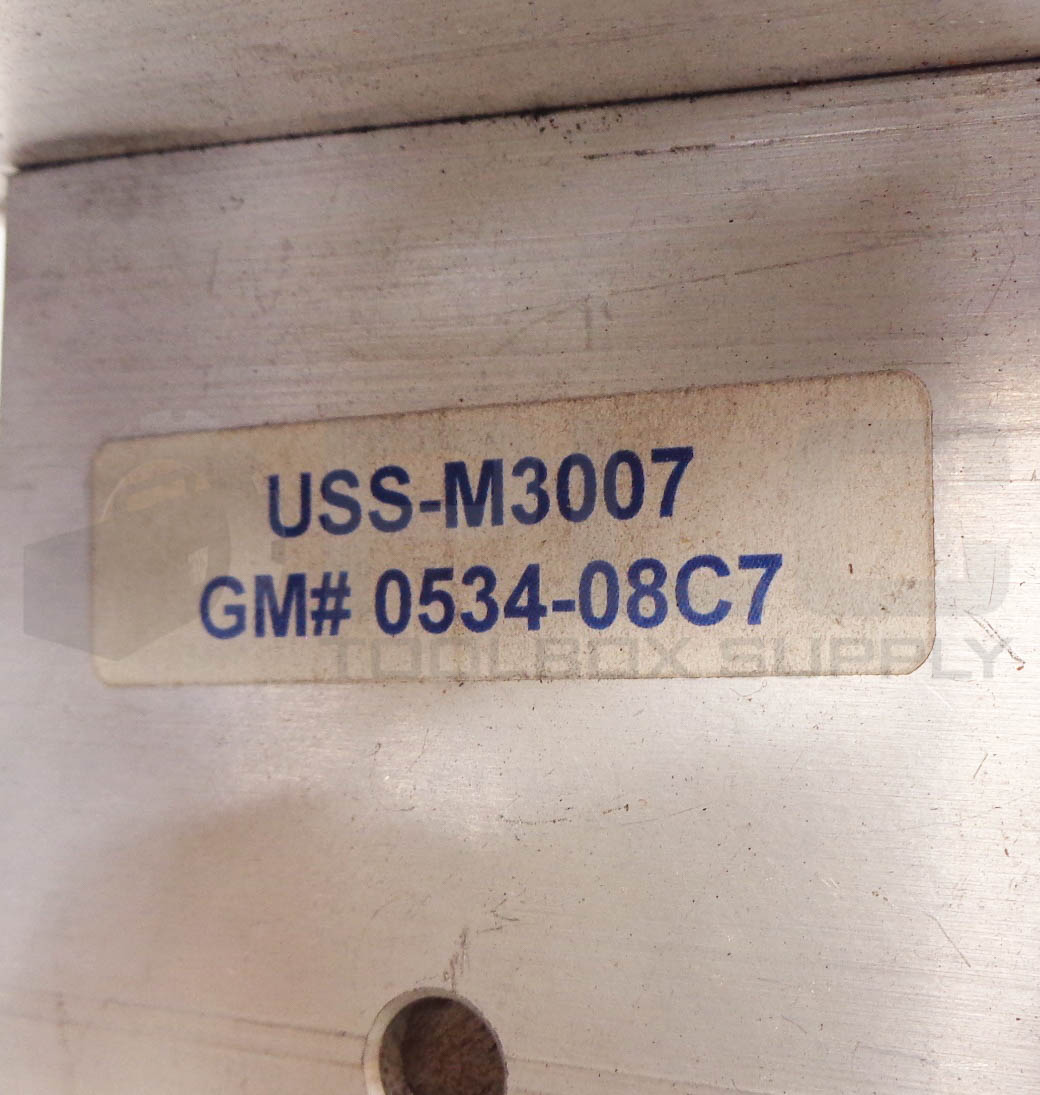 USS-M3007
GM# 0534-08C7
TOOLBOX SUPPLY